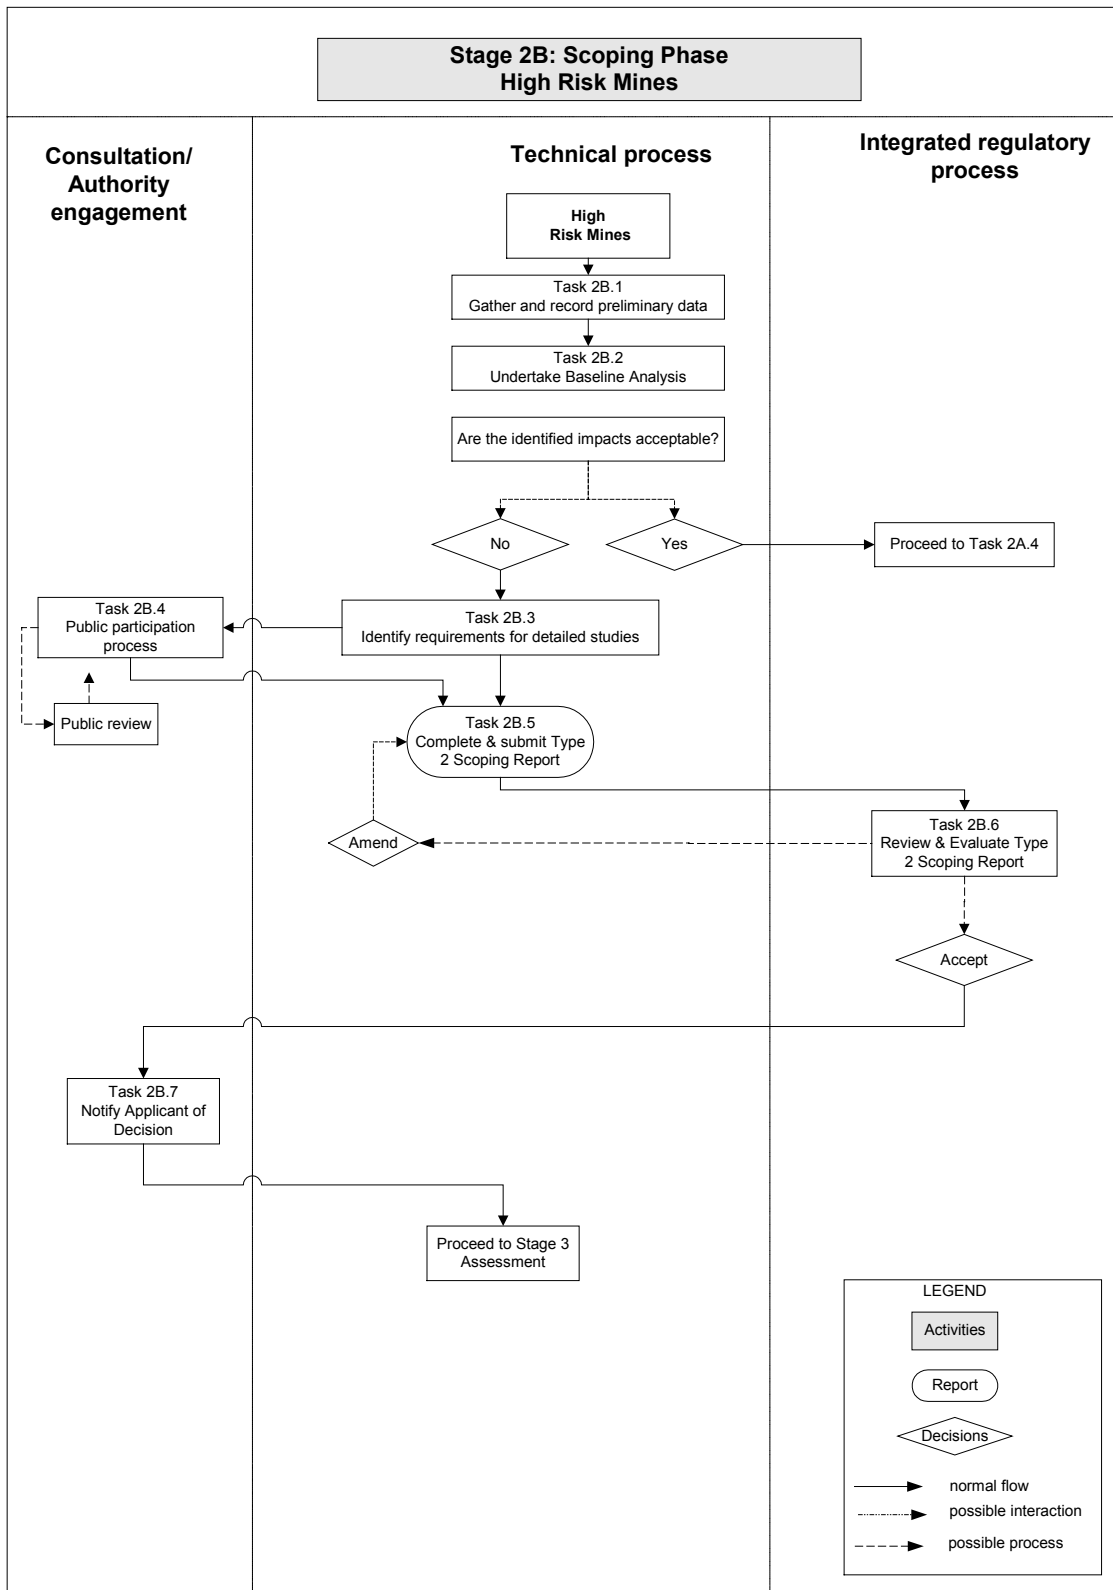 Stage 2B: Scoping Phase
High Risk Mines
Consultation/
Authority
engagement
Technical process
Integrated regulatory
process
High
Risk Mines
Task 2B.1
Gather and record preliminary data
Task 2B.2
Undertake Baseline Analysis
Are the identified impacts acceptable?
No
Yes
Proceed to Task 2A.4
Task 2B.4
Public participation
process
Task 2B.3
Identify requirements for detailed studies
Public review
Task 2B.5
Complete & submit Type
2 Scoping Report
Amend
Task 2B.6
Review & Evaluate Type
2 Scoping Report
Accept
Task 2B.7
Notify Applicant of
Decision
Proceed to Stage 3
Assessment
LEGEND
Activities
Report
Decisions
normal flow
possible interaction
possible process